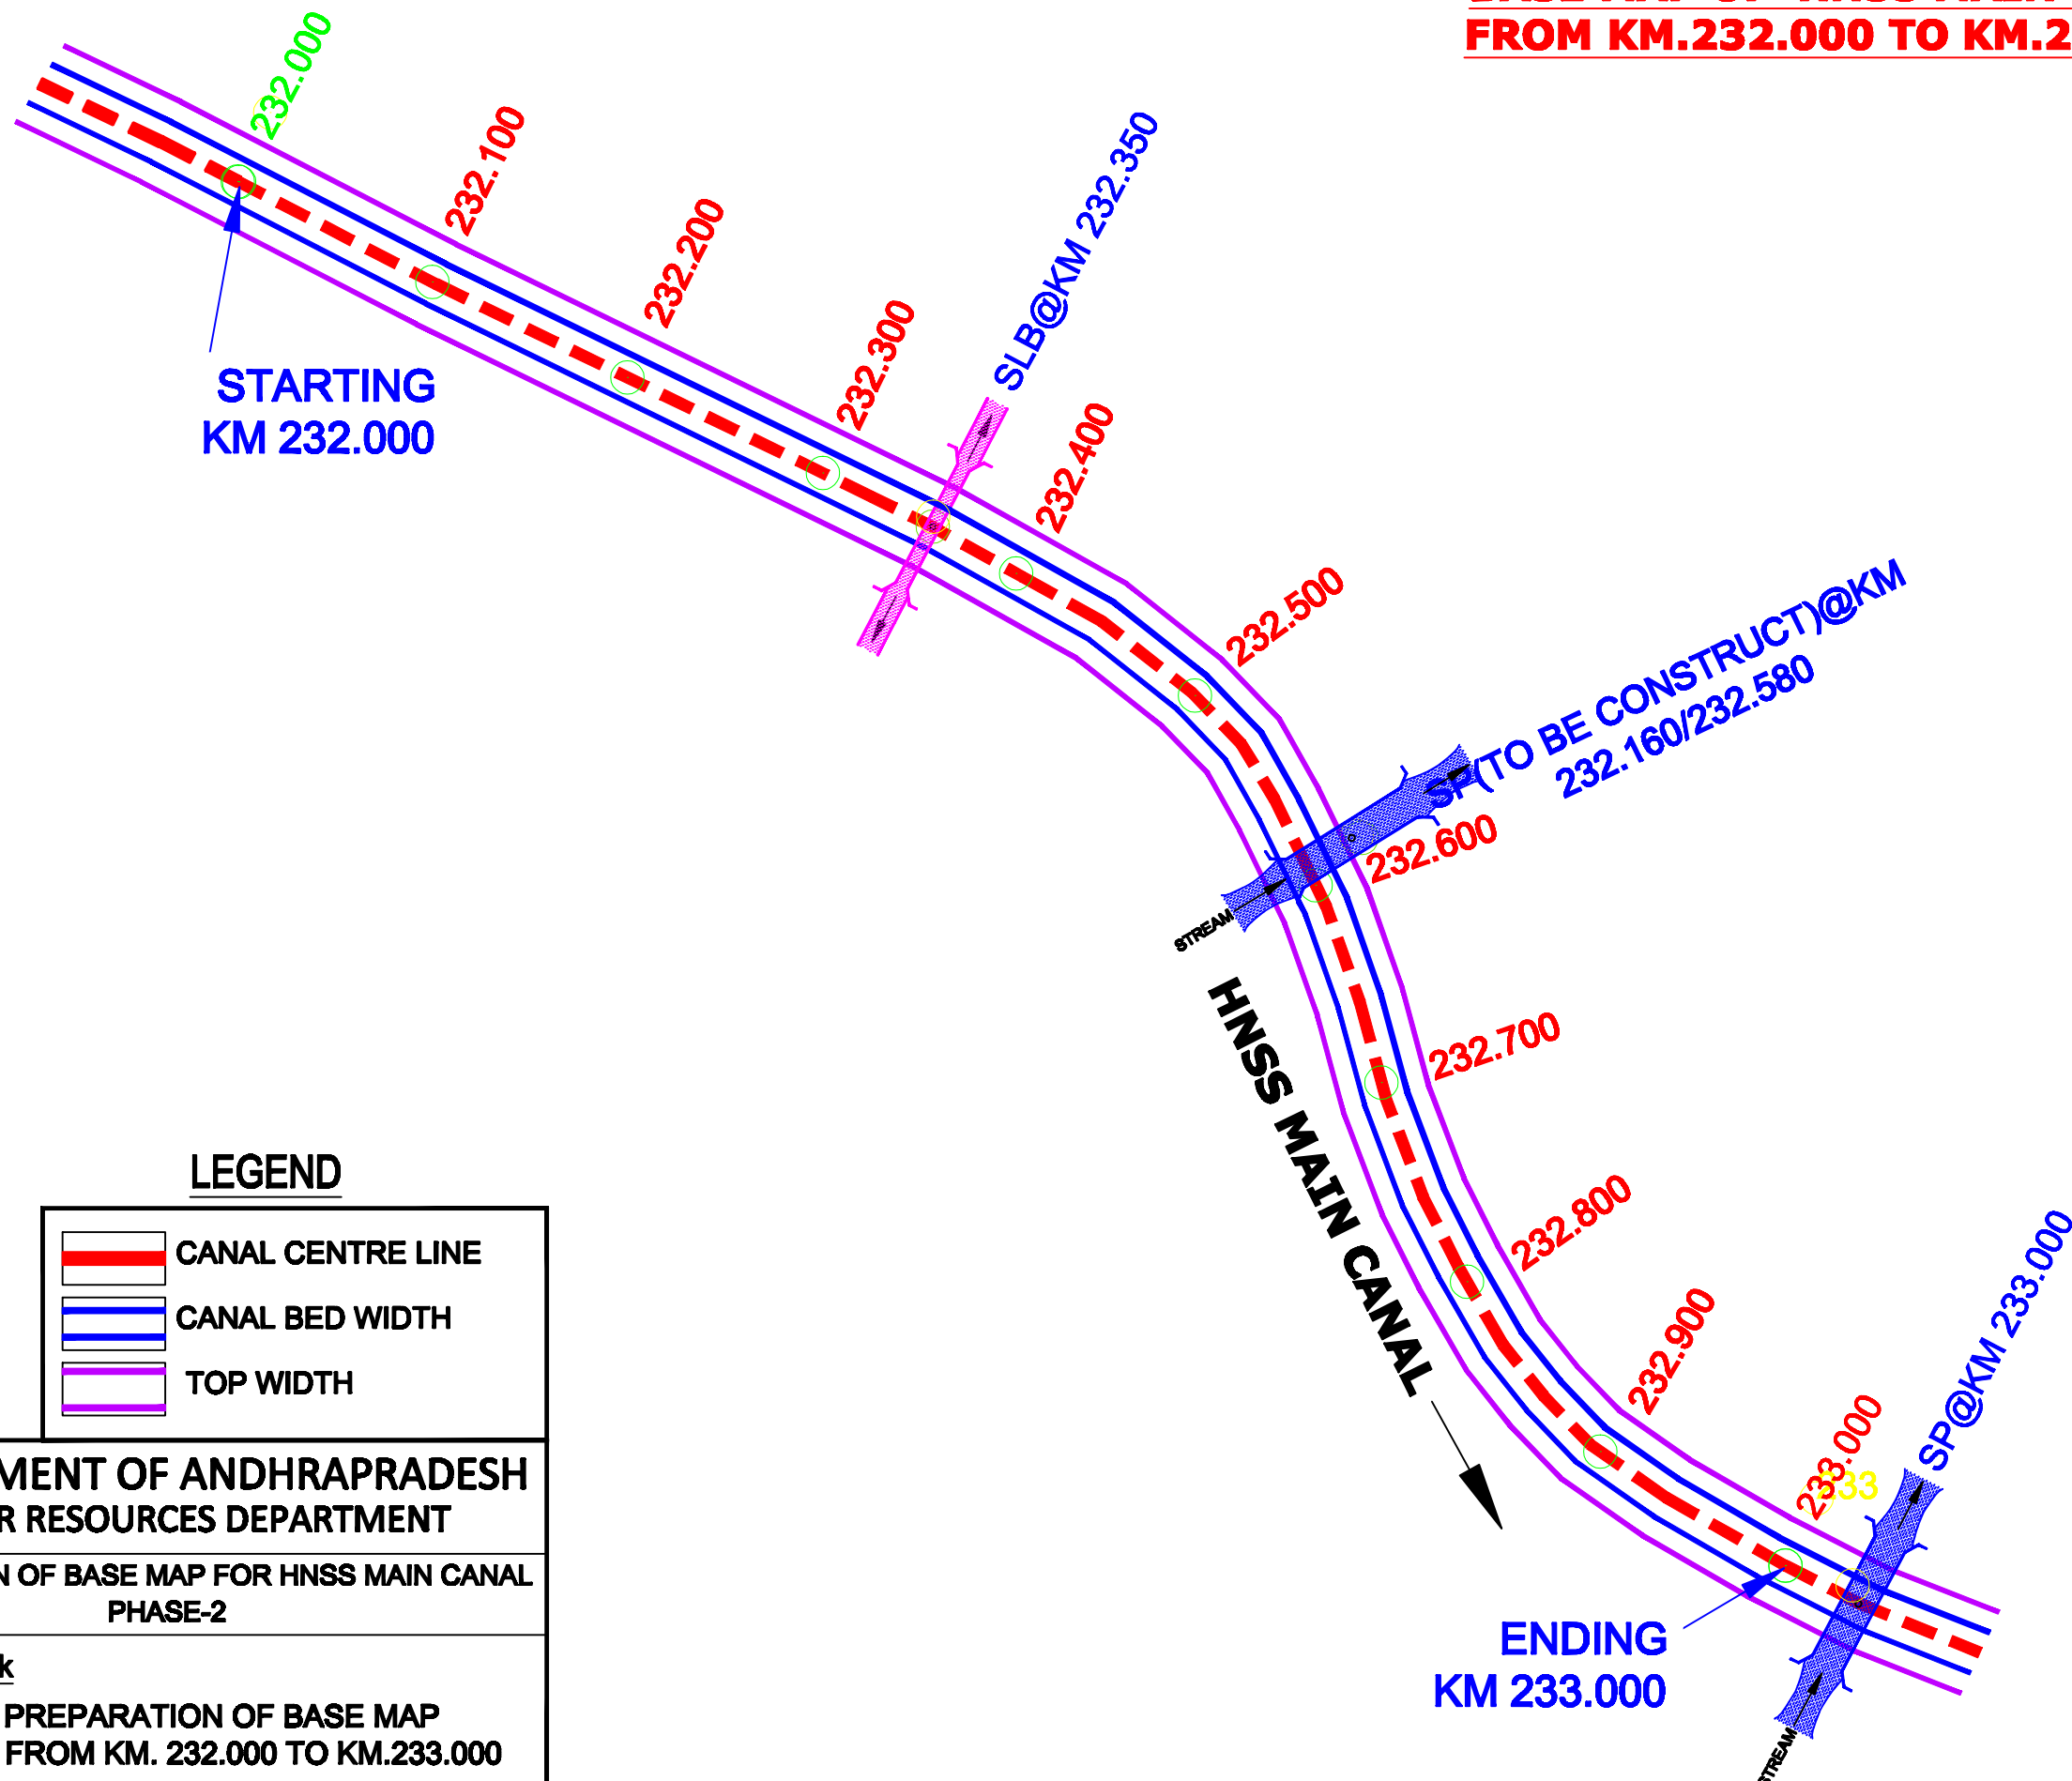 FROM KM.232.000 TO KM.2
232.000
232.100
232.200
232.300
SLB@KM 232.350
232.400
STARTING
KM 232.000
232.500
SP(TO BE CONSTRUCT)@KM
232.160/232.580
232.600
STREAM
HNSS MAIN CANAL
232.700
232.800
232.900
233.000
233
SP@KM 233.000
ENDING
KM 233.000
STREAM
LEGEND
CANAL CENTRE LINE
CANAL BED WIDTH
TOP WIDTH
MENT OF ANDHRAPRADESH
R RESOURCES DEPARTMENT
N OF BASE MAP FOR HNSS MAIN CANAL
PHASE-2
k
PREPARATION OF BASE MAP
FROM KM. 232.000 TO KM.233.000